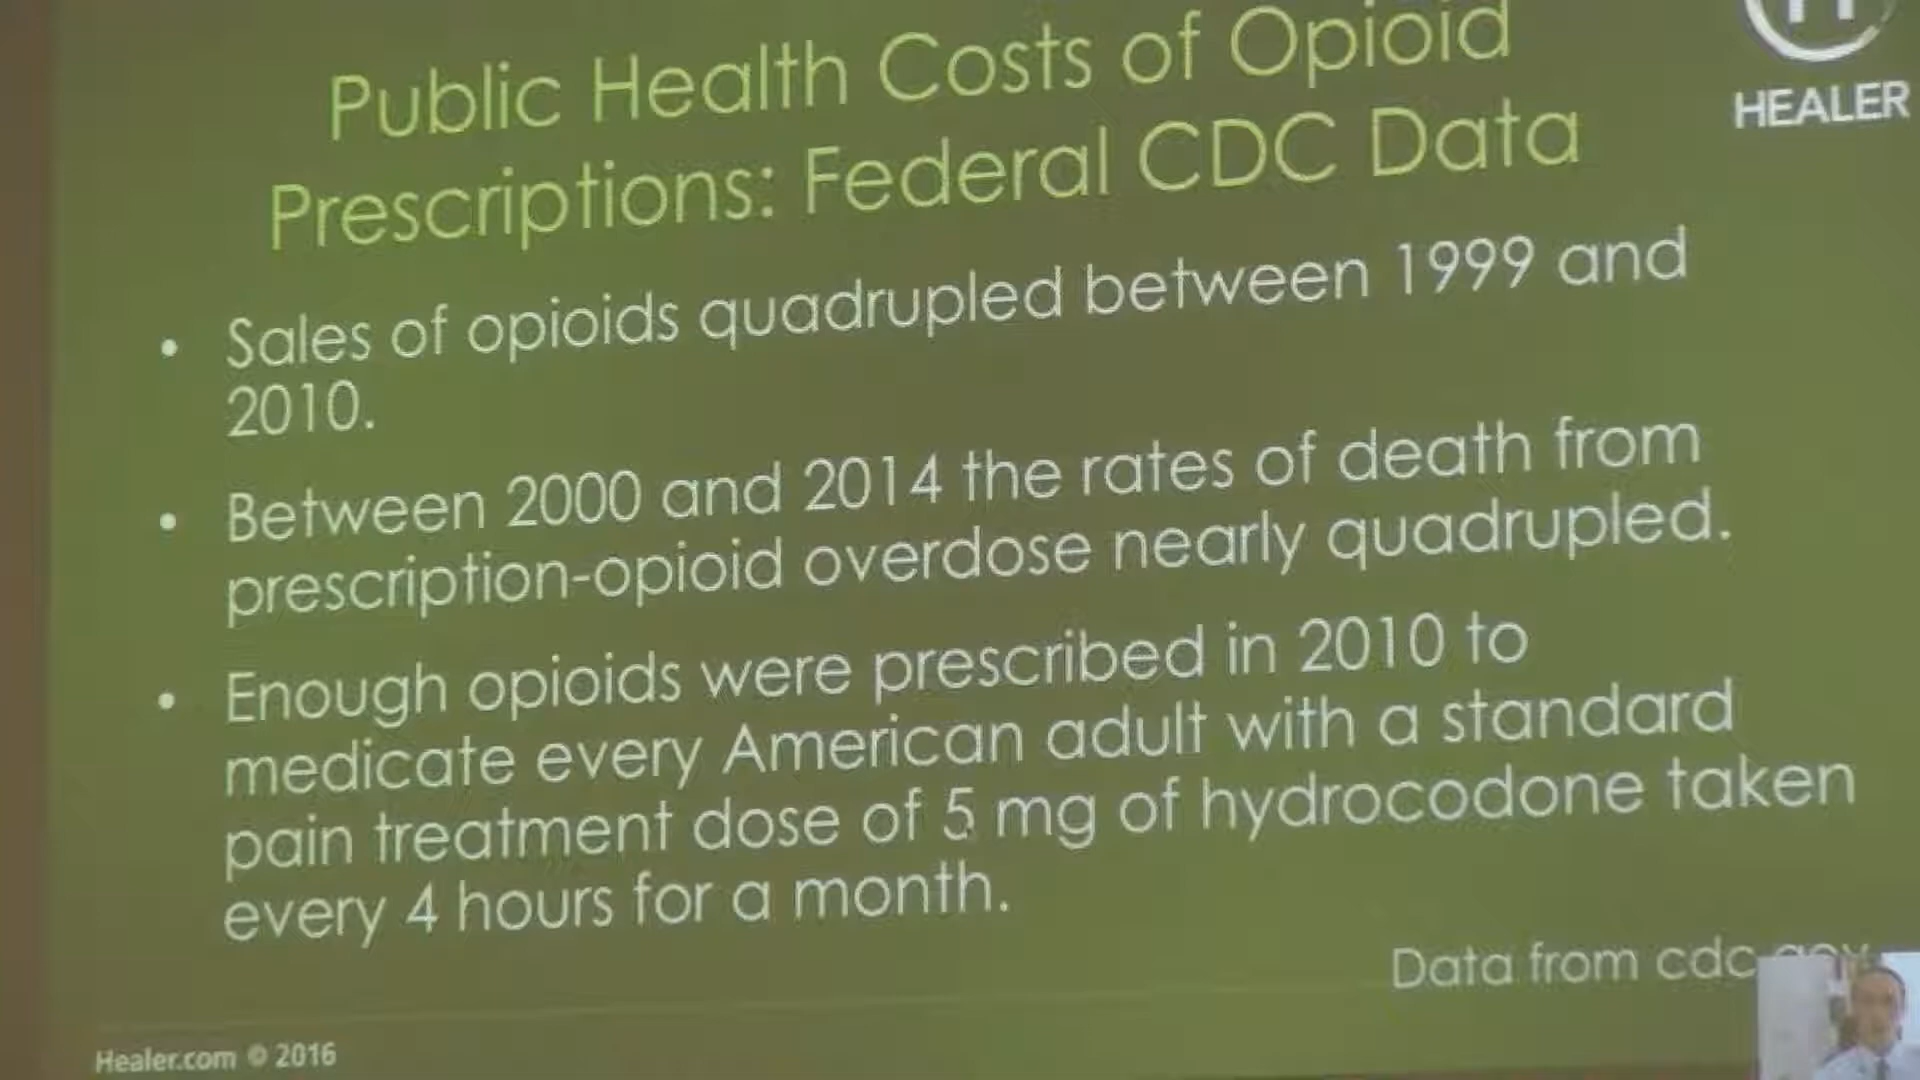 Public Health Costs of Opioid
Prescriptions: Federal CDC Data
HEALER
• Sales of opioids quadrupled between 1999 and
2010.
• Between 2000 and 2014 the rates of death from
prescription-opioid overdose nearly quadrupled.
• Enough opioids were prescribed in 2010 to
medicate every American adult with a standard
pain treatment dose of 5 mg of hydrocodone taken
every 4 hours for a month.
Data from cdc.gov
Healer.com © 2016